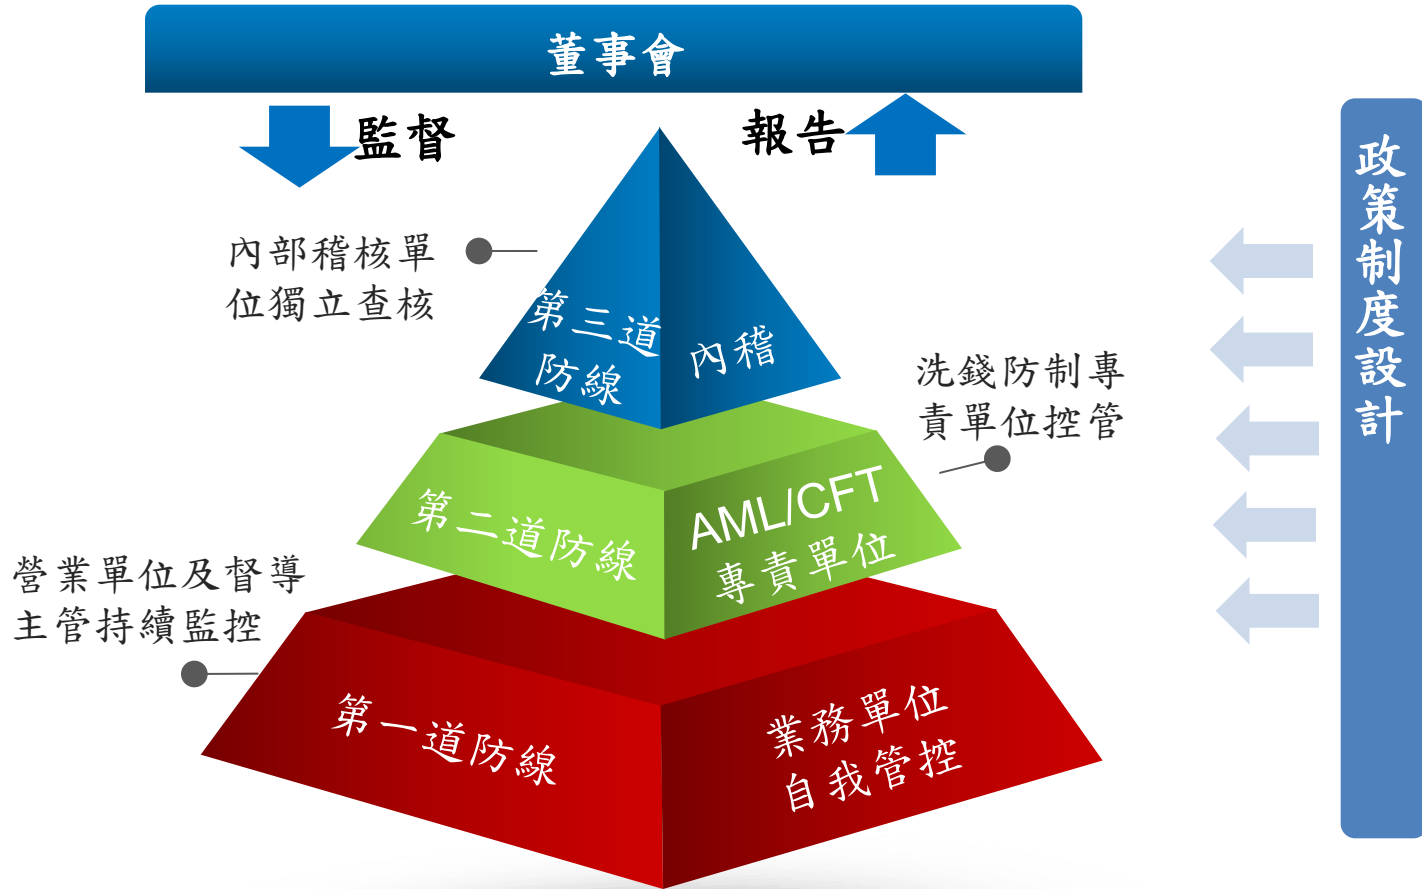 董事會
監督
報告
政策制度設計
內部稽核單
位獨立查核
第三道
防線
內稽
洗錢防制專
責單位控管
第二道防線
AML/CFT
專責單位
營業單位及督導
主管持續監控
第一道防線
業務單位
自我管控